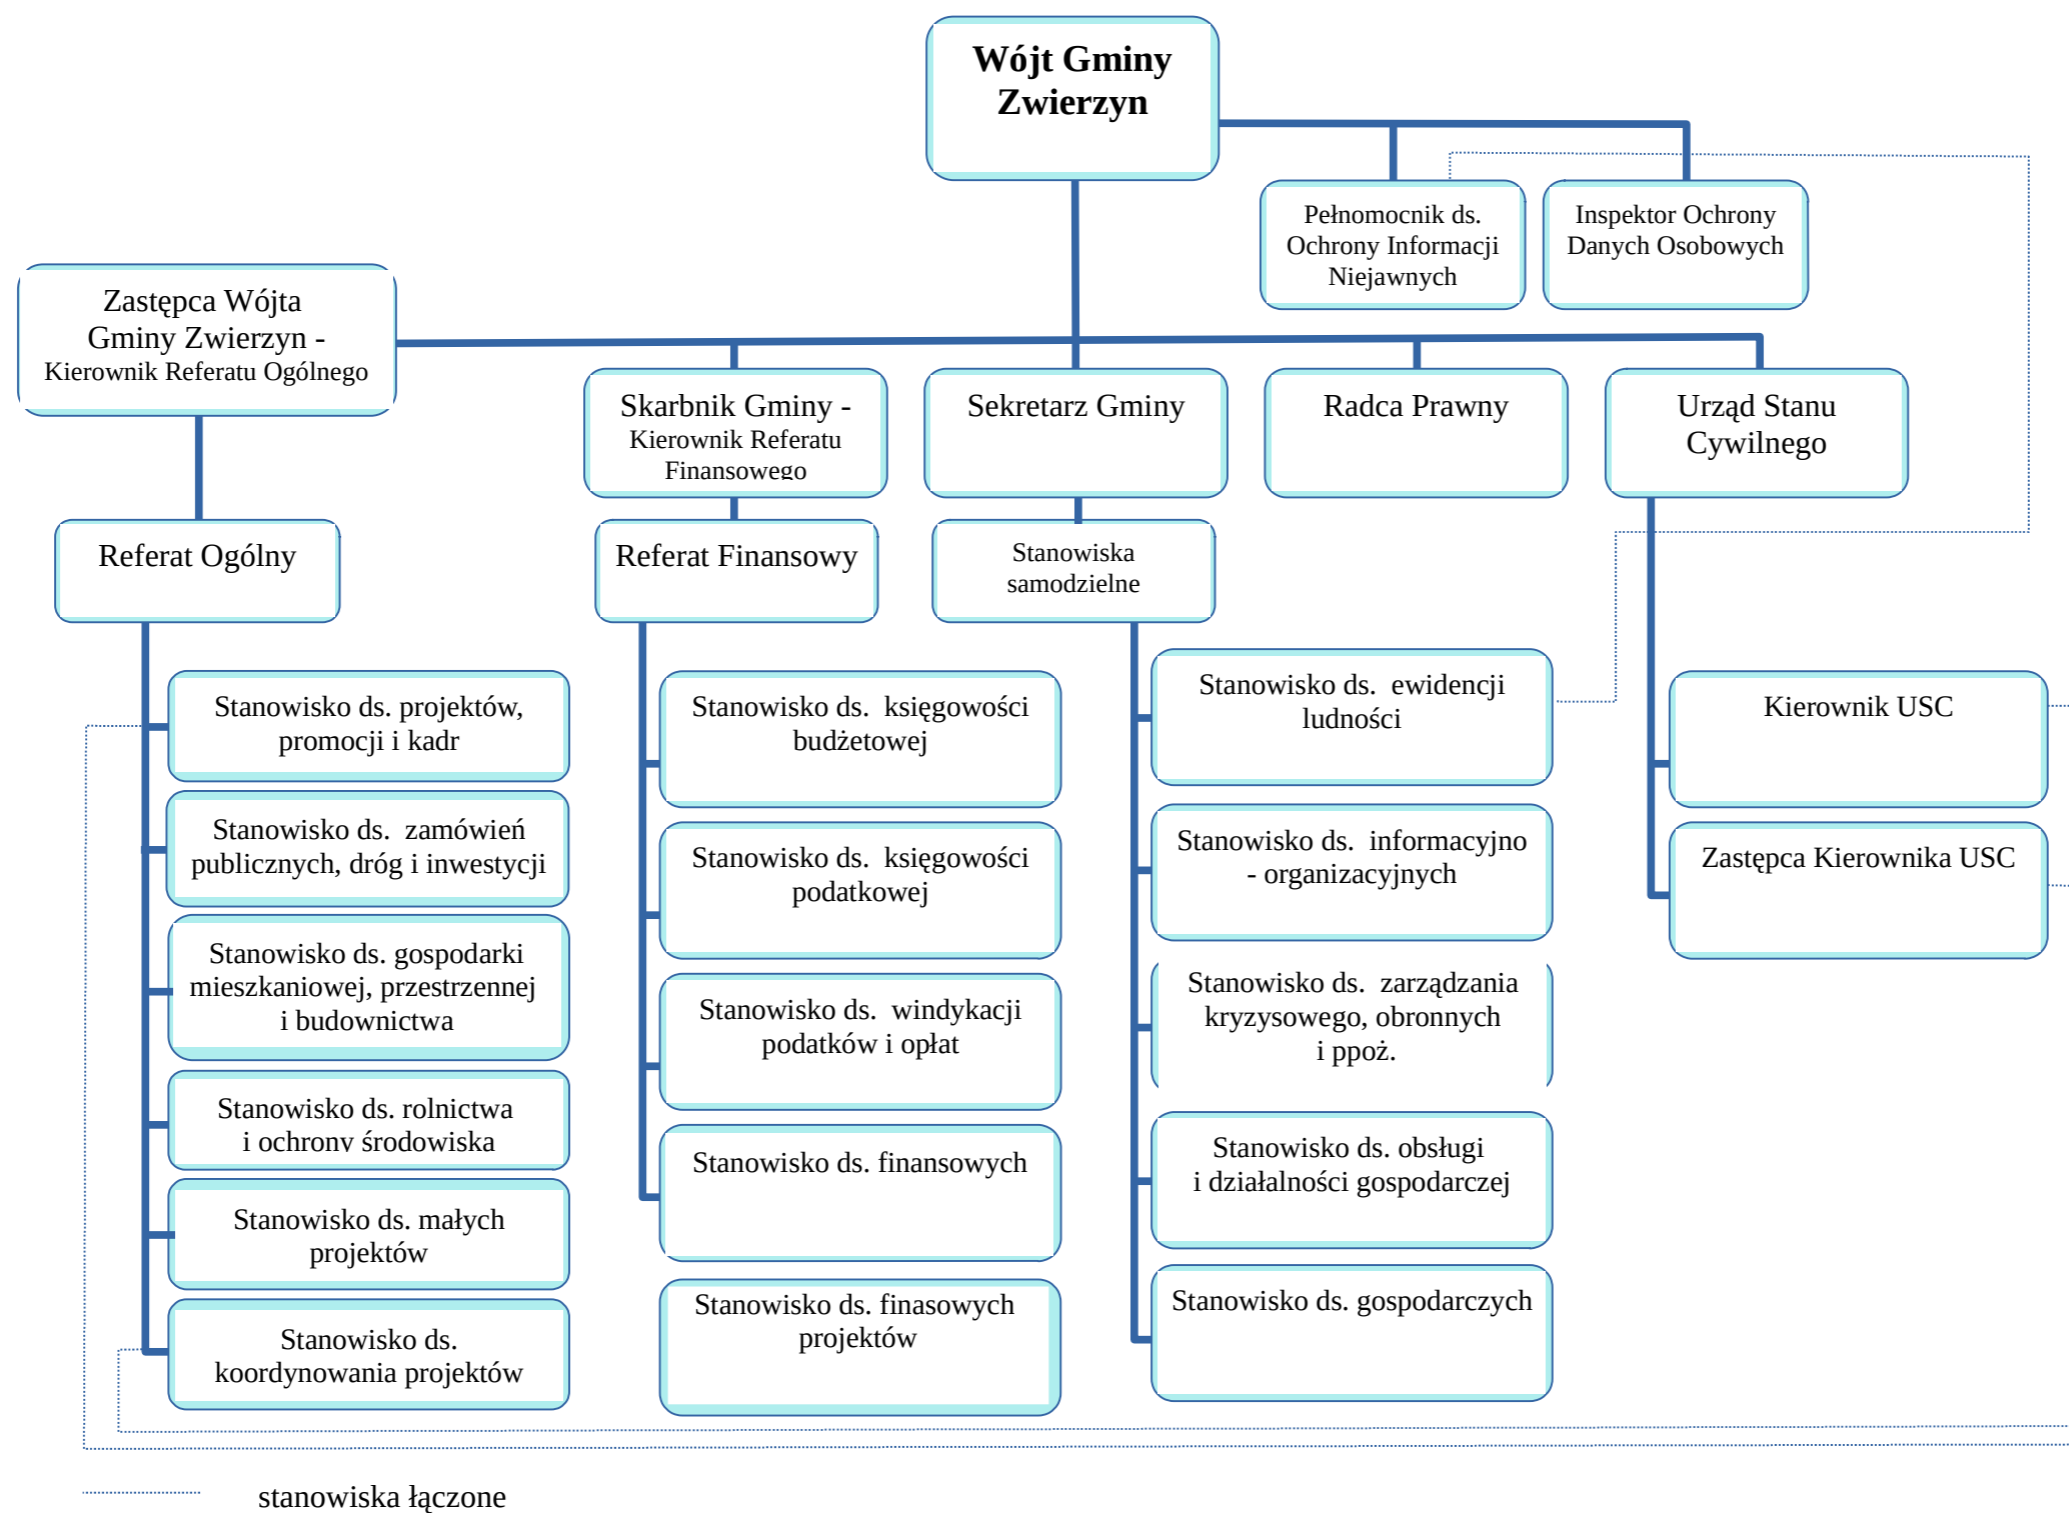 Wójt Gminy
Zwierzyn
Pełnomocnik ds.
Ochrony Informacji
Niejawnych
Inspektor Ochrony
Danych Osobowych
Zastępca Wójta
Gminy Zwierzyn -
Kierownik Referatu Ogólnego
Skarbnik Gminy -
Kierownik Referatu
Finansowego
Sekretarz Gminy
Radca Prawny
Urząd Stanu
Cywilnego
Referat Ogólny
Referat Finansowy
Stanowiska
samodzielne
Stanowisko ds. projektów,
promocji i kadr
Stanowisko ds. zamówień
publicznych, dróg i inwestycji
Stanowisko ds. gospodarki
mieszkaniowej, przestrzennej
i budownictwa
Stanowisko ds. rolnictwa
i ochrony środowiska
Stanowisko ds. małych
projektów
Stanowisko ds.
koordynowania projektów
Stanowisko ds. księgowości
budżetowej
Stanowisko ds. księgowości
podatkowej
Stanowisko ds. windykacji
podatków i opłat
Stanowisko ds. finansowych
Stanowisko ds. finasowych
projektów
Stanowisko ds. ewidencji
ludności
Stanowisko ds. informacyjno
- organizacyjnych
Stanowisko ds. zarządzania
kryzysowego, obronnych
i ppoż.
Stanowisko ds. obsługi
i działalności gospodarczej
Stanowisko ds. gospodarczych
Kierownik USC
Zastępca Kierownika USC
stanowiska łączone